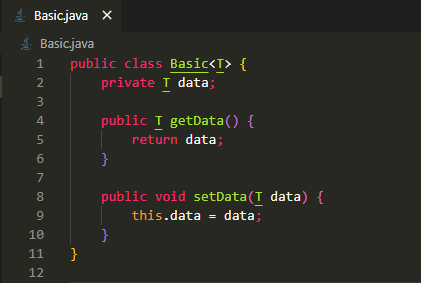 Basic.java
Basic.java
1 public class Basic<T> {
2     private T data;
3
4     public T getData() {
5         return data;
6     }
7
8     public void setData(T data) {
9         this.data = data;
10     }
11 }
12